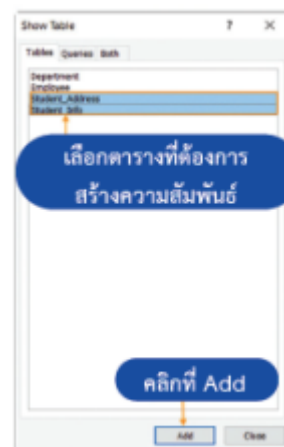 Show Table ? ×
Tables Queries Both
Department
Employee
Student_Address
Student_Info
เลือกตารางที่ต้องการ
สร้างความสัมพันธ์
คลิกที่ Add
Add Close